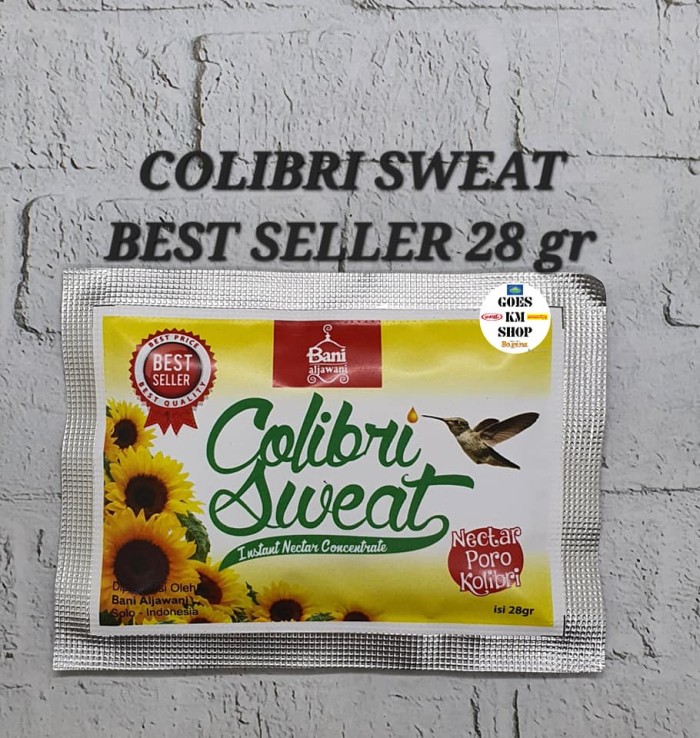 COLIBRI SWEAT
BEST SELLER 28 gr
GOES
KM
SHOP
BEST PRICE
BEST
SELLER
BEST QUALITY
Bani
aljawani
Colibri
Sweat
Instant Nectar Concentrate
Nectar
Poro
Kolibri
Oleh
Bani Aljawani
Solo - Indonesia
isi 28gr